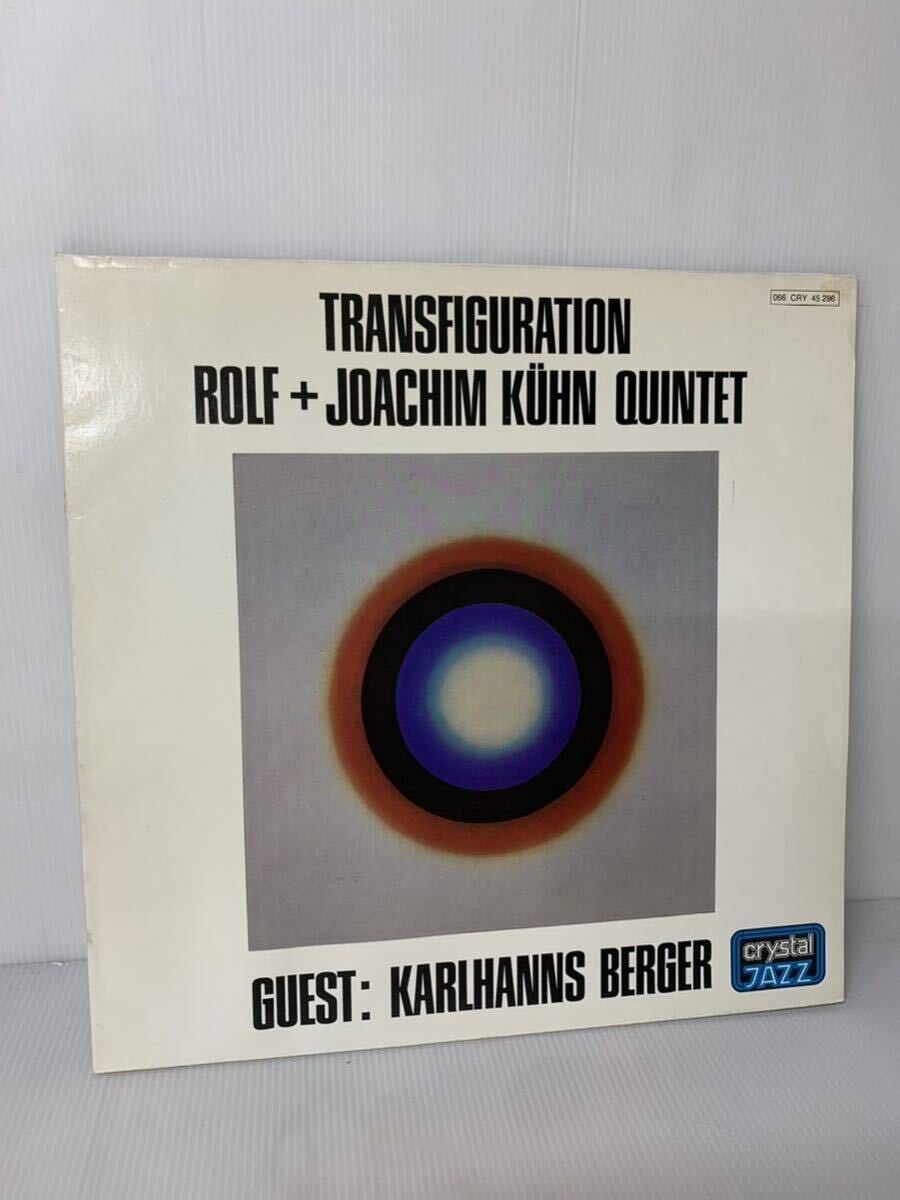 066 CRY 45 296
TRANSFIGURATION
ROLF + JOACHIM KÜHN QUINTET
GUEST: KARLHANNS BERGER
crystal
JAZZ